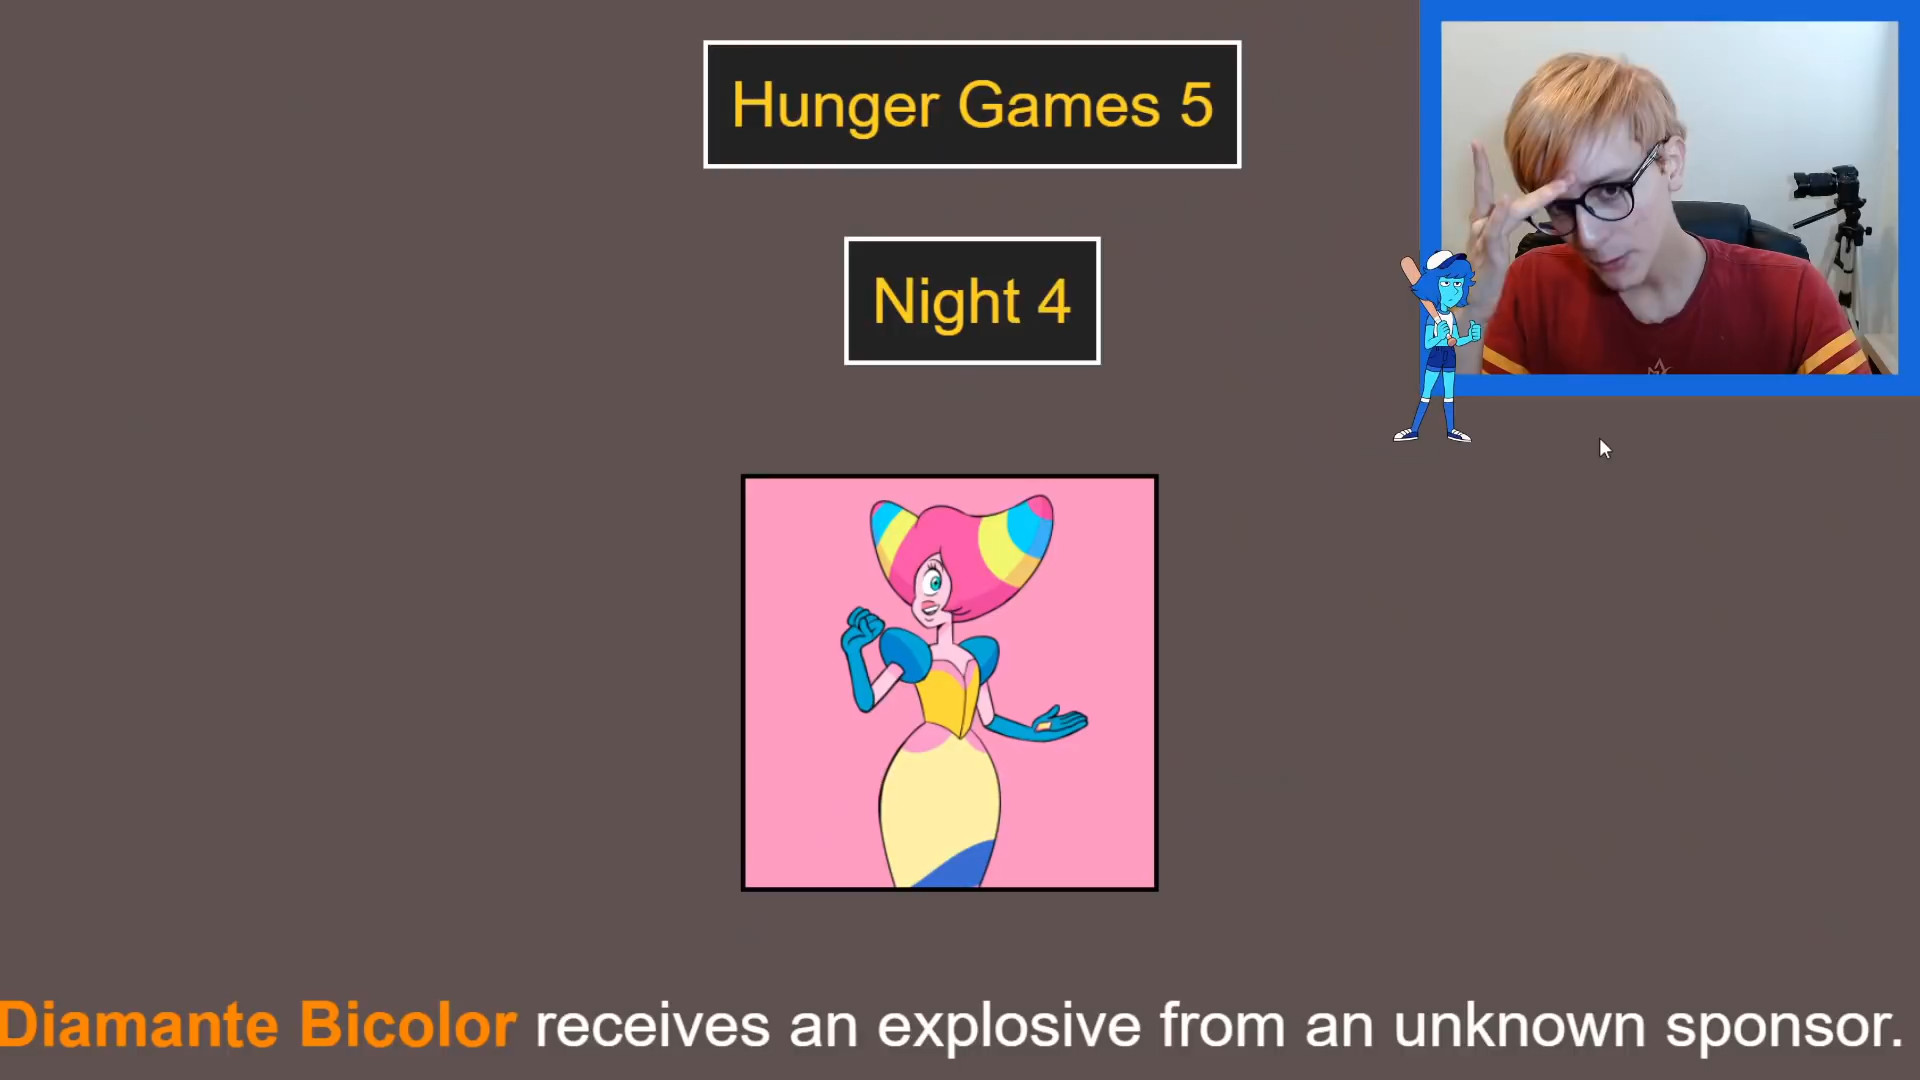 Hunger Games 5
Night 4
Diamante Bicolor receives an explosive from an unknown sponsor.